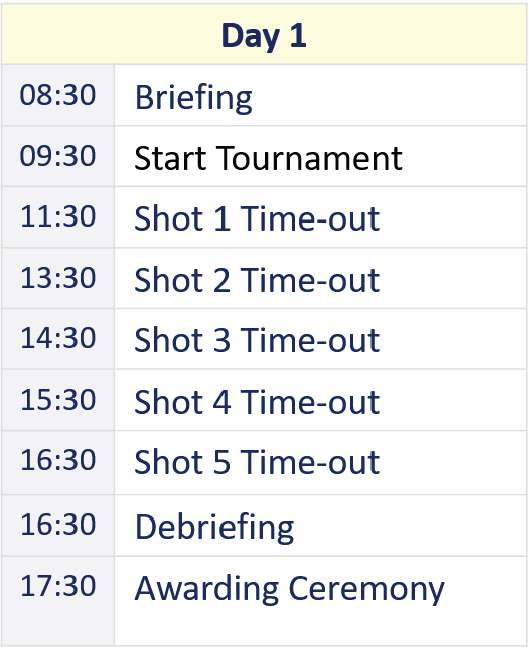 Day 1
08:30 Briefing
09:30 Start Tournament
11:30 Shot 1 Time-out
13:30 Shot 2 Time-out
14:30 Shot 3 Time-out
15:30 Shot 4 Time-out
16:30 Shot 5 Time-out
16:30 Debriefing
17:30 Awarding Ceremony